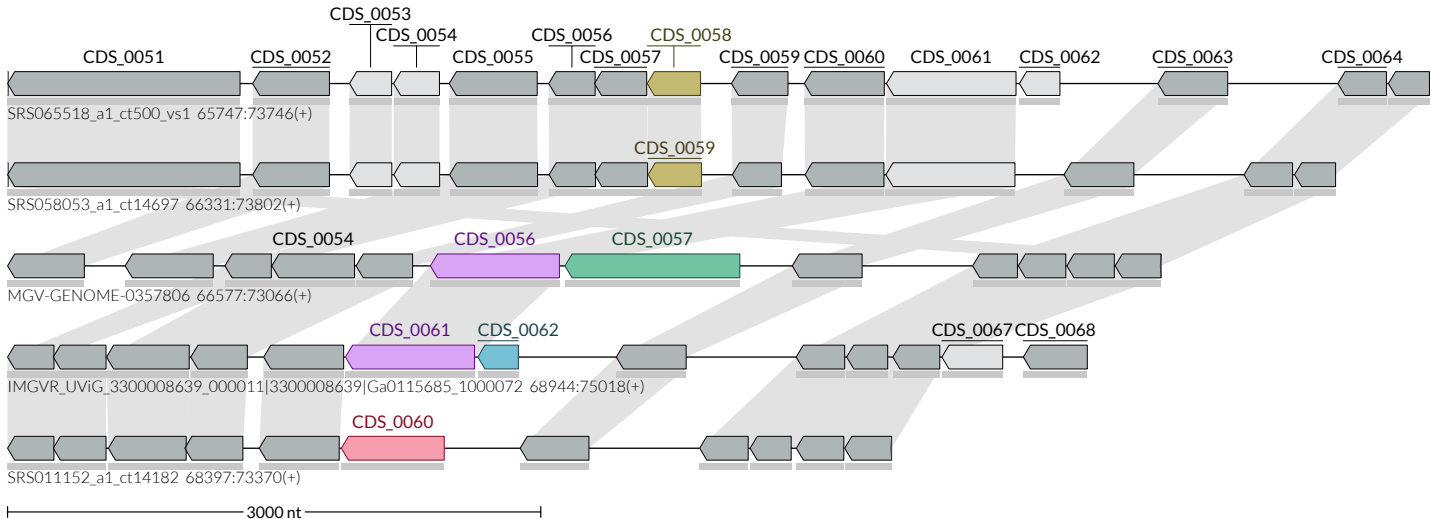 CDS_0053
CDS_0054 CDS_0056 CDS_0058
CDS_0051 CDS_0052 CDS_0055 CDS_0057 CDS_0059 CDS_0060 CDS_0061 CDS_0062 CDS_0063 CDS_0064
SRS065518_a1_ct500_vs1 65747:73746(+)
CDS_0059
SRS058053_a1_ct14697 66331:73802(+)
CDS_0054 CDS_0056 CDS_0057
MGV-GENOME-0357806 66577:73066(+)
CDS_0061 CDS_0062 CDS_0067 CDS_0068
IMGVR_UViG_3300008639_000011|3300008639|Ga0115685_1000072 68944:75018(+)
CDS_0060
SRS011152_a1_ct14182 68397:73370(+)
3000 nt